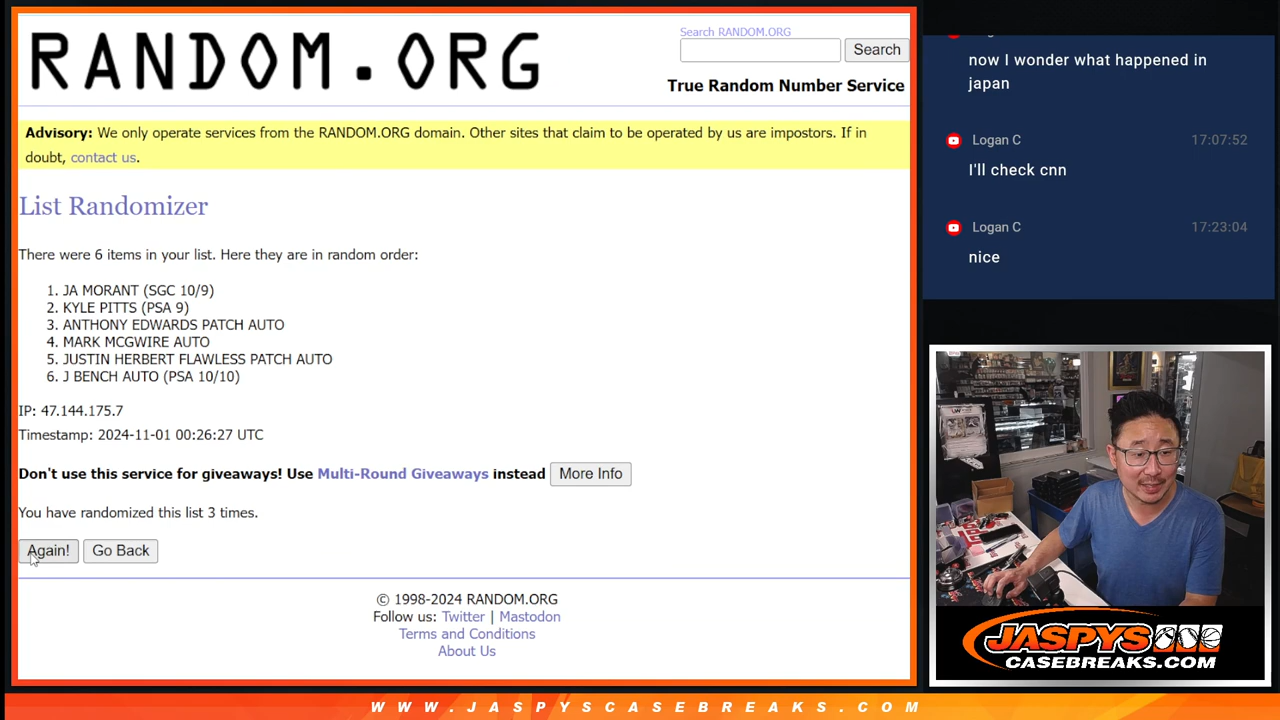 RANDOM.ORG
Search RANDOM.ORG
Search
True Random Number Service
Advisory: We only operate services from the RANDOM.ORG domain. Other sites that claim to be operated by us are impostors. If in
doubt, contact us.
List Randomizer
There were 6 items in your list. Here they are in random order:
1. JA MORANT (SGC 10/9)
2. KYLE PITTS (PSA 9)
3. ANTHONY EDWARDS PATCH AUTO
4. MARK MCGWIRE AUTO
5. JUSTIN HERBERT FLAWLESS PATCH AUTO
6. J BENCH AUTO (PSA 10/10)
IP: 47.144.175.7
Timestamp: 2024-11-01 00:26:27 UTC
Don't use this service for giveaways! Use Multi-Round Giveaways instead More Info
You have randomized this list 3 times.
Again! Go Back
© 1998-2024 RANDOM.ORG
Follow us: Twitter | Mastodon
Terms and Conditions
About Us
now I wonder what happened in
japan
Logan C 17:07:52
I'll check cnn
Logan C 17:23:04
nice
JASPYS
CASEBREAKS.COM
WWW.JASPYSCASEBREAKS.COM